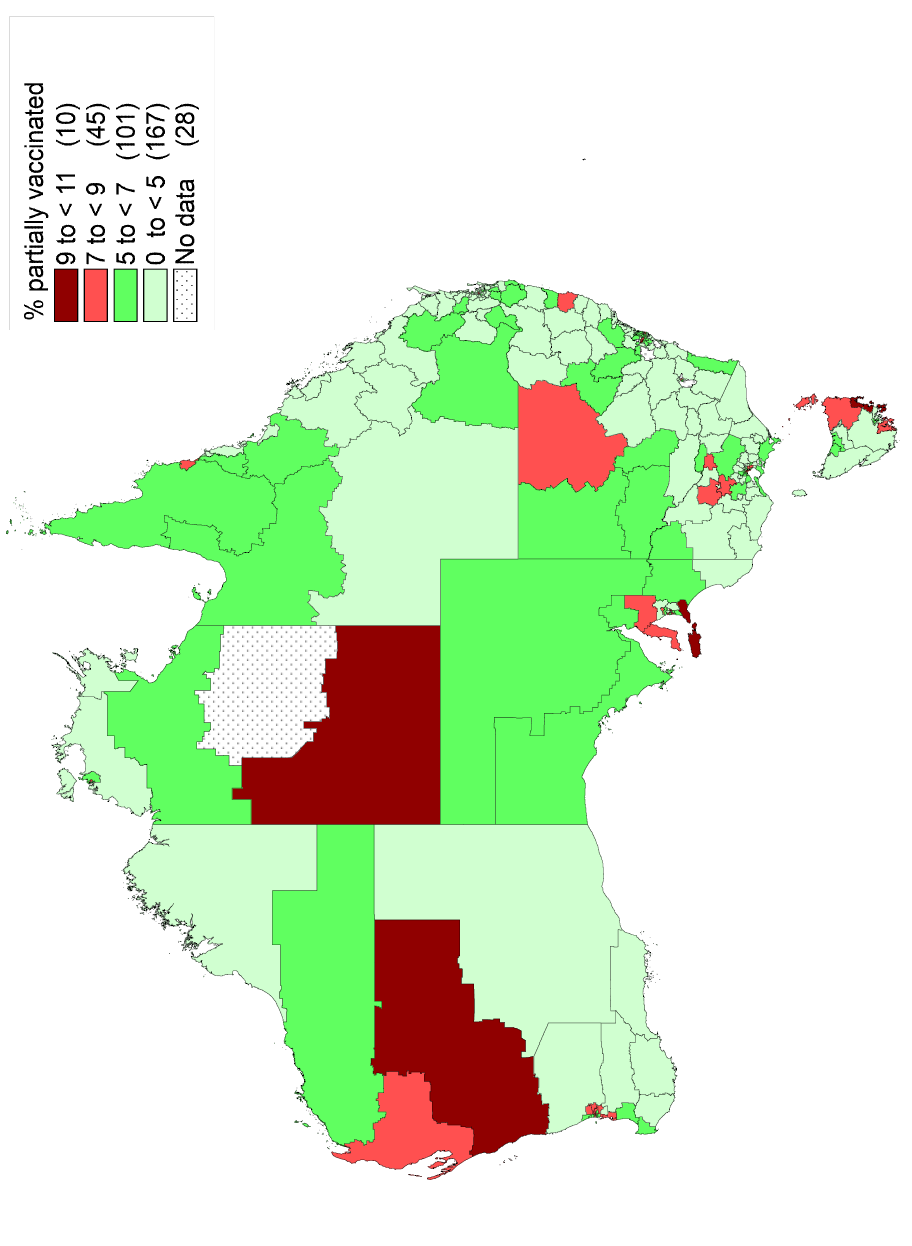 % partially vaccinated
9 to < 11 (10)
7 to < 9 (45)
5 to < 7 (101)
0 to < 5 (167)
No data (28)